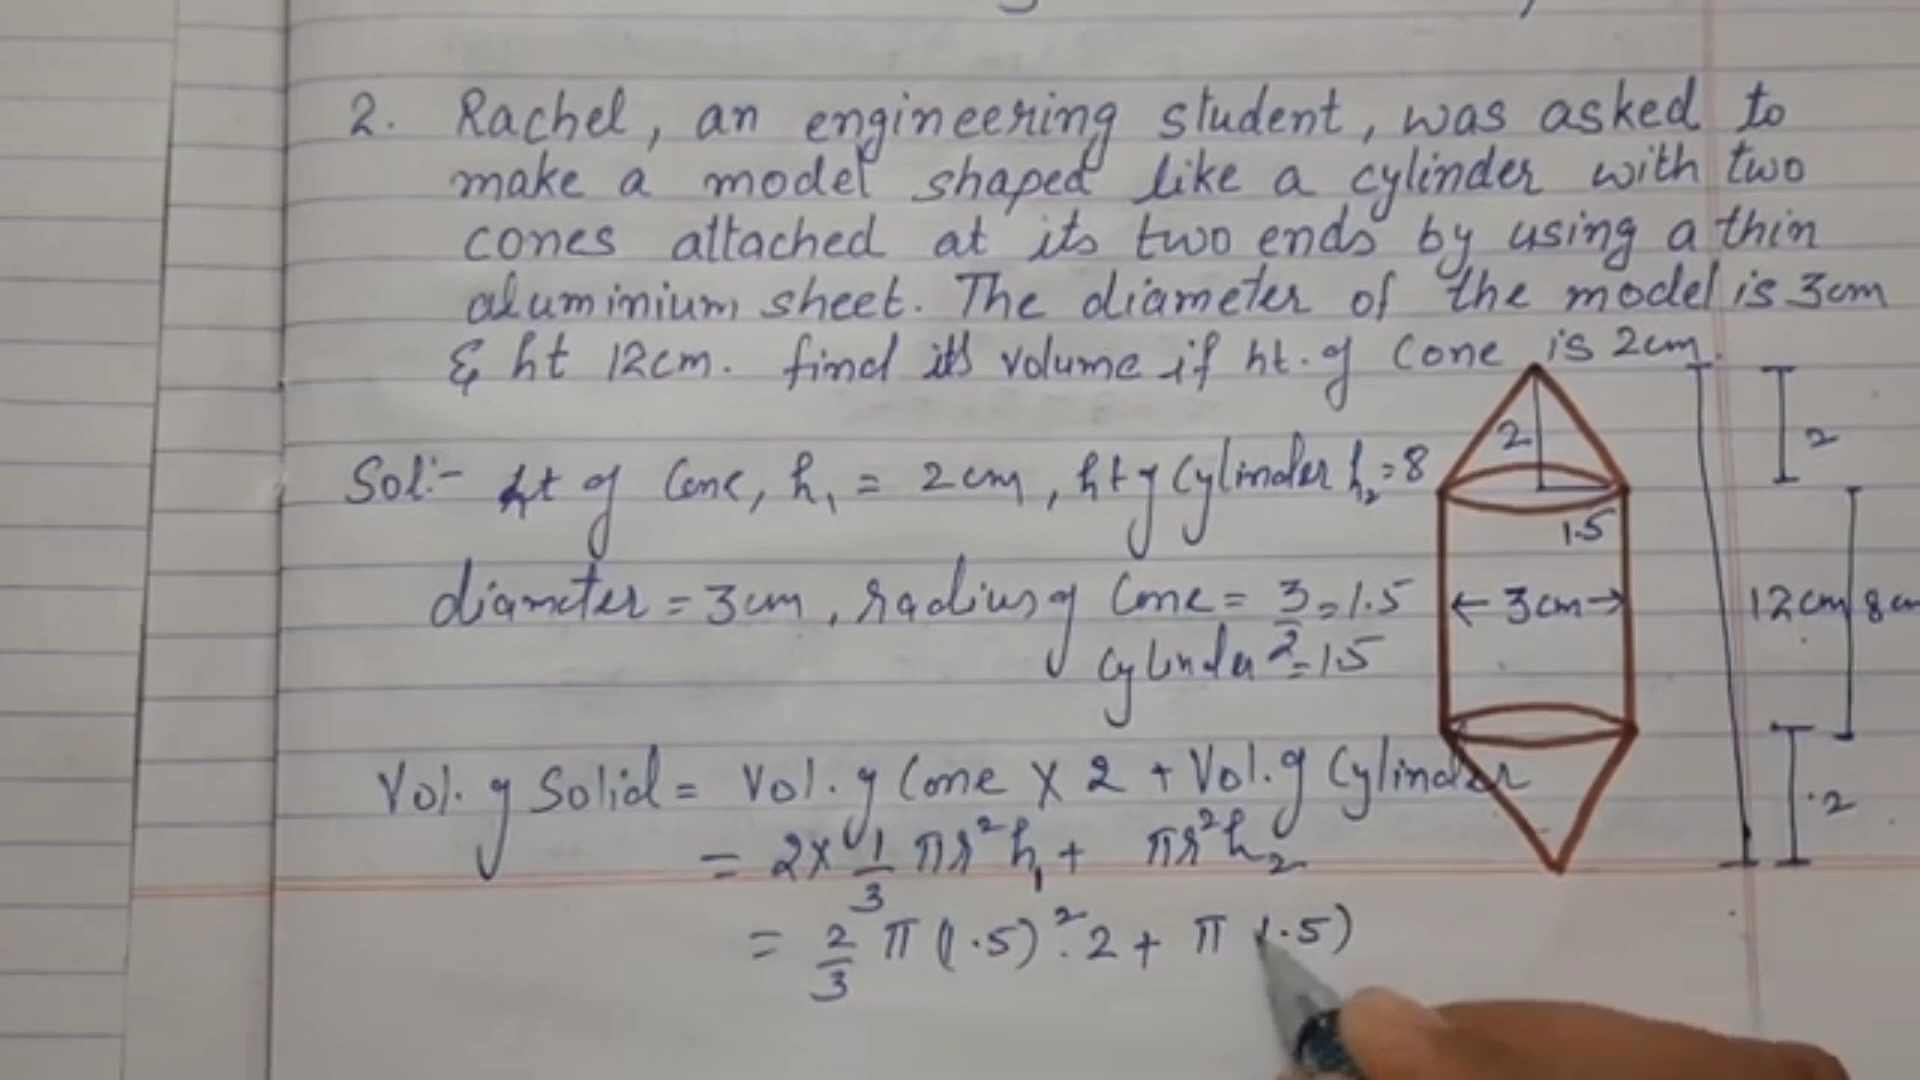 2. Rachel, an engineering student, was asked to
make a model shaped like a cylinder with two
cones attached at its two ends by using a thin
aluminium sheet. The diameter of the model is 3cm
& ht 12cm. find its volume if ht. of Cone is 2cm.
Sol:- ht of Cone, h₁ = 2cm, ht of Cylinder h₂=8
diameter = 3cm, radius of Cone = 3/2 = 1.5
Cylinder = 1.5
Vol. of Solid = Vol. of Cone X 2 + Vol. of Cylinder
= 2x 1/3 πr²h₁ + πr²h₂
= 2/3 π(1.5)².2 + π(1.5)
2
1.5
← 3cm →
12cm
2
8cm
2